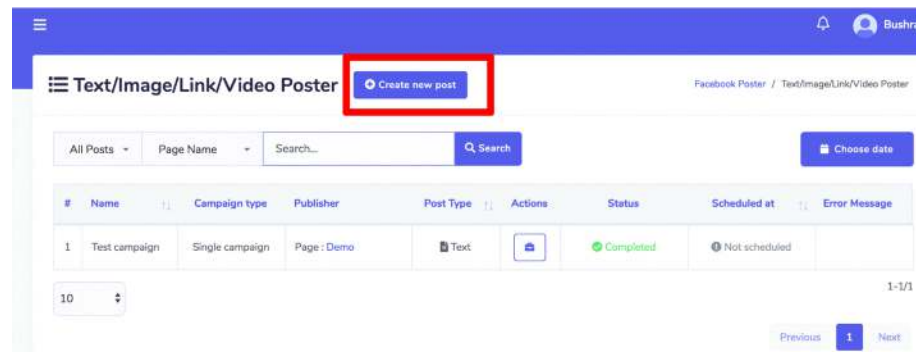 Bushra
Text/Image/Link/Video Poster Create new post Facebook Poster / Text/Image/Link/Video Poster
All Posts Page Name Search... Search Choose date
# Name Campaign type Publisher Post Type Actions Status Scheduled at Error Message
1 Test campaign Single campaign Page : Demo Text Completed Not scheduled
10 1-1/1
Previous 1 Next